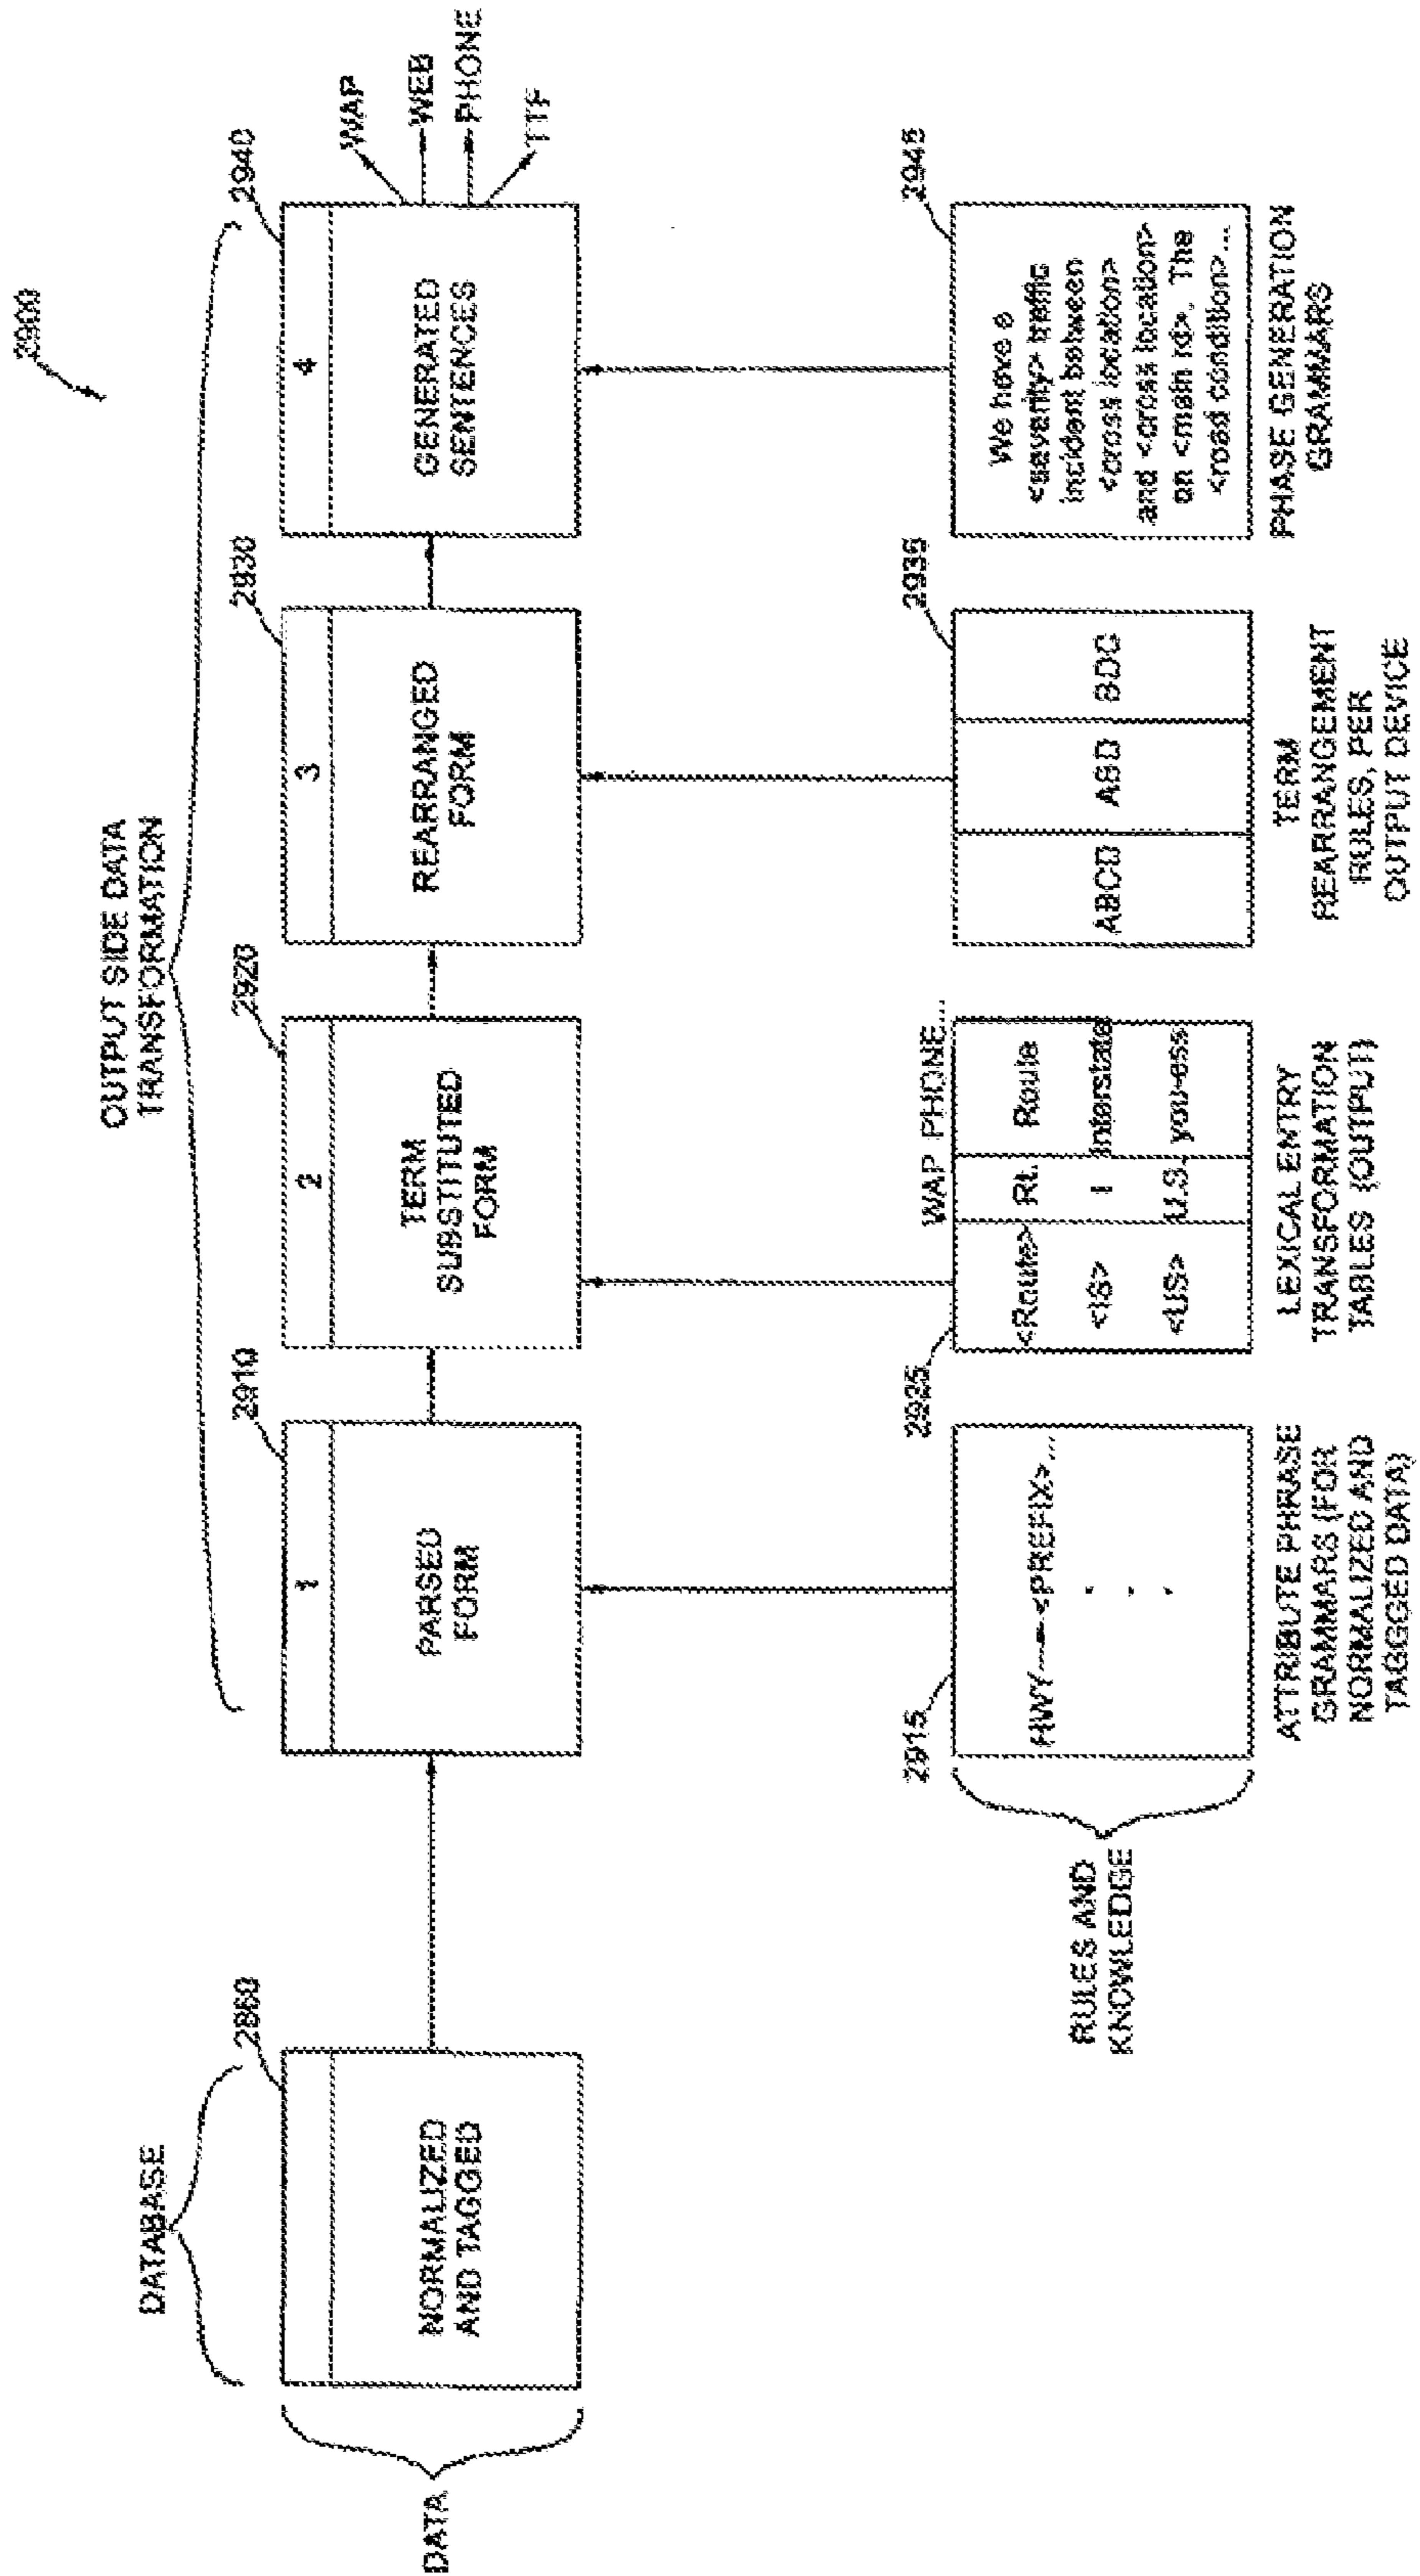 2900
OUTPUT SIDE DATA
TRANSFORMATION
DATABASE
2860
2910
2920
2930
2940
DATA
NORMALIZED
AND TAGGED
1
PARSED
FORM
2
TERM
SUBSTITUTED
FORM
3
REARRANGED
FORM
4
GENERATED
SENTENCES
WAP
WEB
PHONE
TTF
RULES AND
KNOWLEDGE
2915
HWY <PREFIX>...
ATTRIBUTE PHRASE
GRAMMARS (FOR
NORMALIZED AND
TAGGED DATA)
2925
WAP PHONE...
<Route> Rt. Route
<IS> I Interstate
<US> U.S. you-ess
LEXICAL ENTRY
TRANSFORMATION
TABLES (OUTPUT)
2935
ABCD ABD BDC
TERM
REARRANGEMENT
RULES, PER
OUTPUT DEVICE
2945
We have a
<severity> traffic
incident between
<cross location>
and <cross location>
on <main rd>. The
<road condition>...
PHASE GENERATION
GRAMMARS